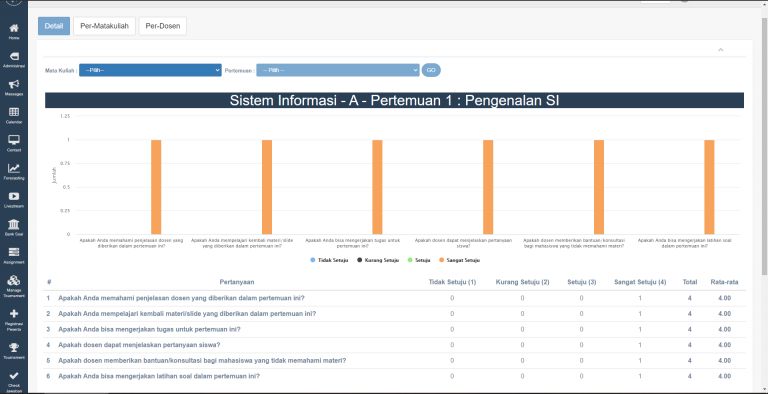 Detail Per-Matakuliah Per-Dosen
Home
Administrasi
Messages
Calendar
Contact
Forecasting
Livestream
Bank Soal
Assignment
Manage
Tournament
Registrasi
Peserta
Tournament
Check
Jawaban
Mata Kuliah : --Pilih-- Pertemuan : -- Pilih -- GO
Sistem Informasi - A - Pertemuan 1 : Pengenalan SI
1.25
1
0.75
0.5
0.25
0
Jumlah
Apakah Anda memahami penjelasan dosen yang
diberikan dalam pertemuan ini?
Apakah Anda mempelajari kembali materi/slide
yang diberikan dalam pertemuan ini?
Apakah Anda bisa mengerjakan tugas untuk
pertemuan ini?
Apakah dosen dapat menjelaskan pertanyaan
siswa?
Apakah dosen memberikan bantuan/konsultasi
bagi mahasiswa yang tidak memahami materi?
Apakah Anda bisa mengerjakan latihan soal
dalam pertemuan ini?
Tidak Setuju Kurang Setuju Setuju Sangat Setuju
# Pertanyaan Tidak Setuju (1) Kurang Setuju (2) Setuju (3) Sangat Setuju (4) Total Rata-rata
1 Apakah Anda memahami penjelasan dosen yang diberikan dalam pertemuan ini? 0 0 0 1 4 4.00
2 Apakah Anda mempelajari kembali materi/slide yang diberikan dalam pertemuan ini? 0 0 0 1 4 4.00
3 Apakah Anda bisa mengerjakan tugas untuk pertemuan ini? 0 0 0 1 4 4.00
4 Apakah dosen dapat menjelaskan pertanyaan siswa? 0 0 0 1 4 4.00
5 Apakah dosen memberikan bantuan/konsultasi bagi mahasiswa yang tidak memahami materi? 0 0 0 1 4 4.00
6 Apakah Anda bisa mengerjakan latihan soal dalam pertemuan ini? 0 0 0 1 4 4.00